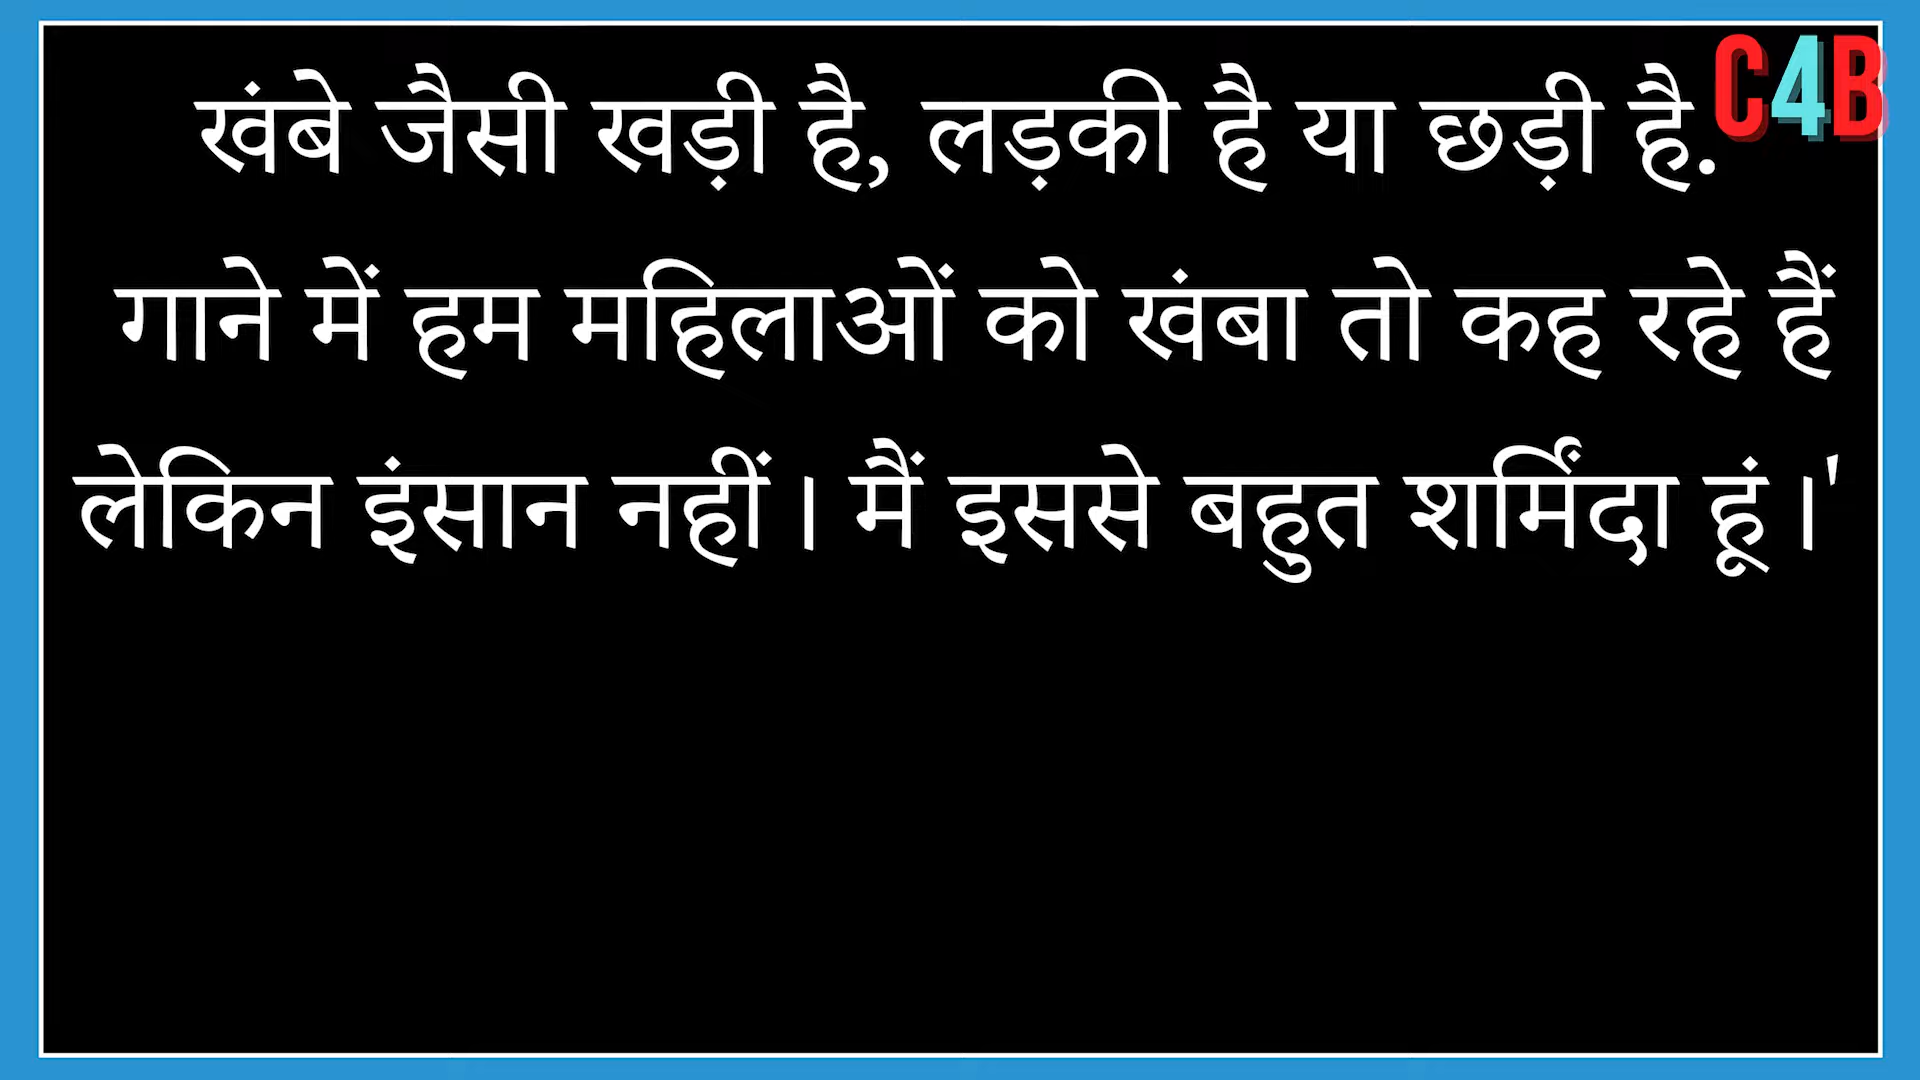 C4B
खंबे जैसी खड़ी है, लड़की है या छड़ी है.
गाने में हम महिलाओं को खंबा तो कह रहे हैं
लेकिन इंसान नहीं। मैं इससे बहुत शर्मिंदा हूं।'